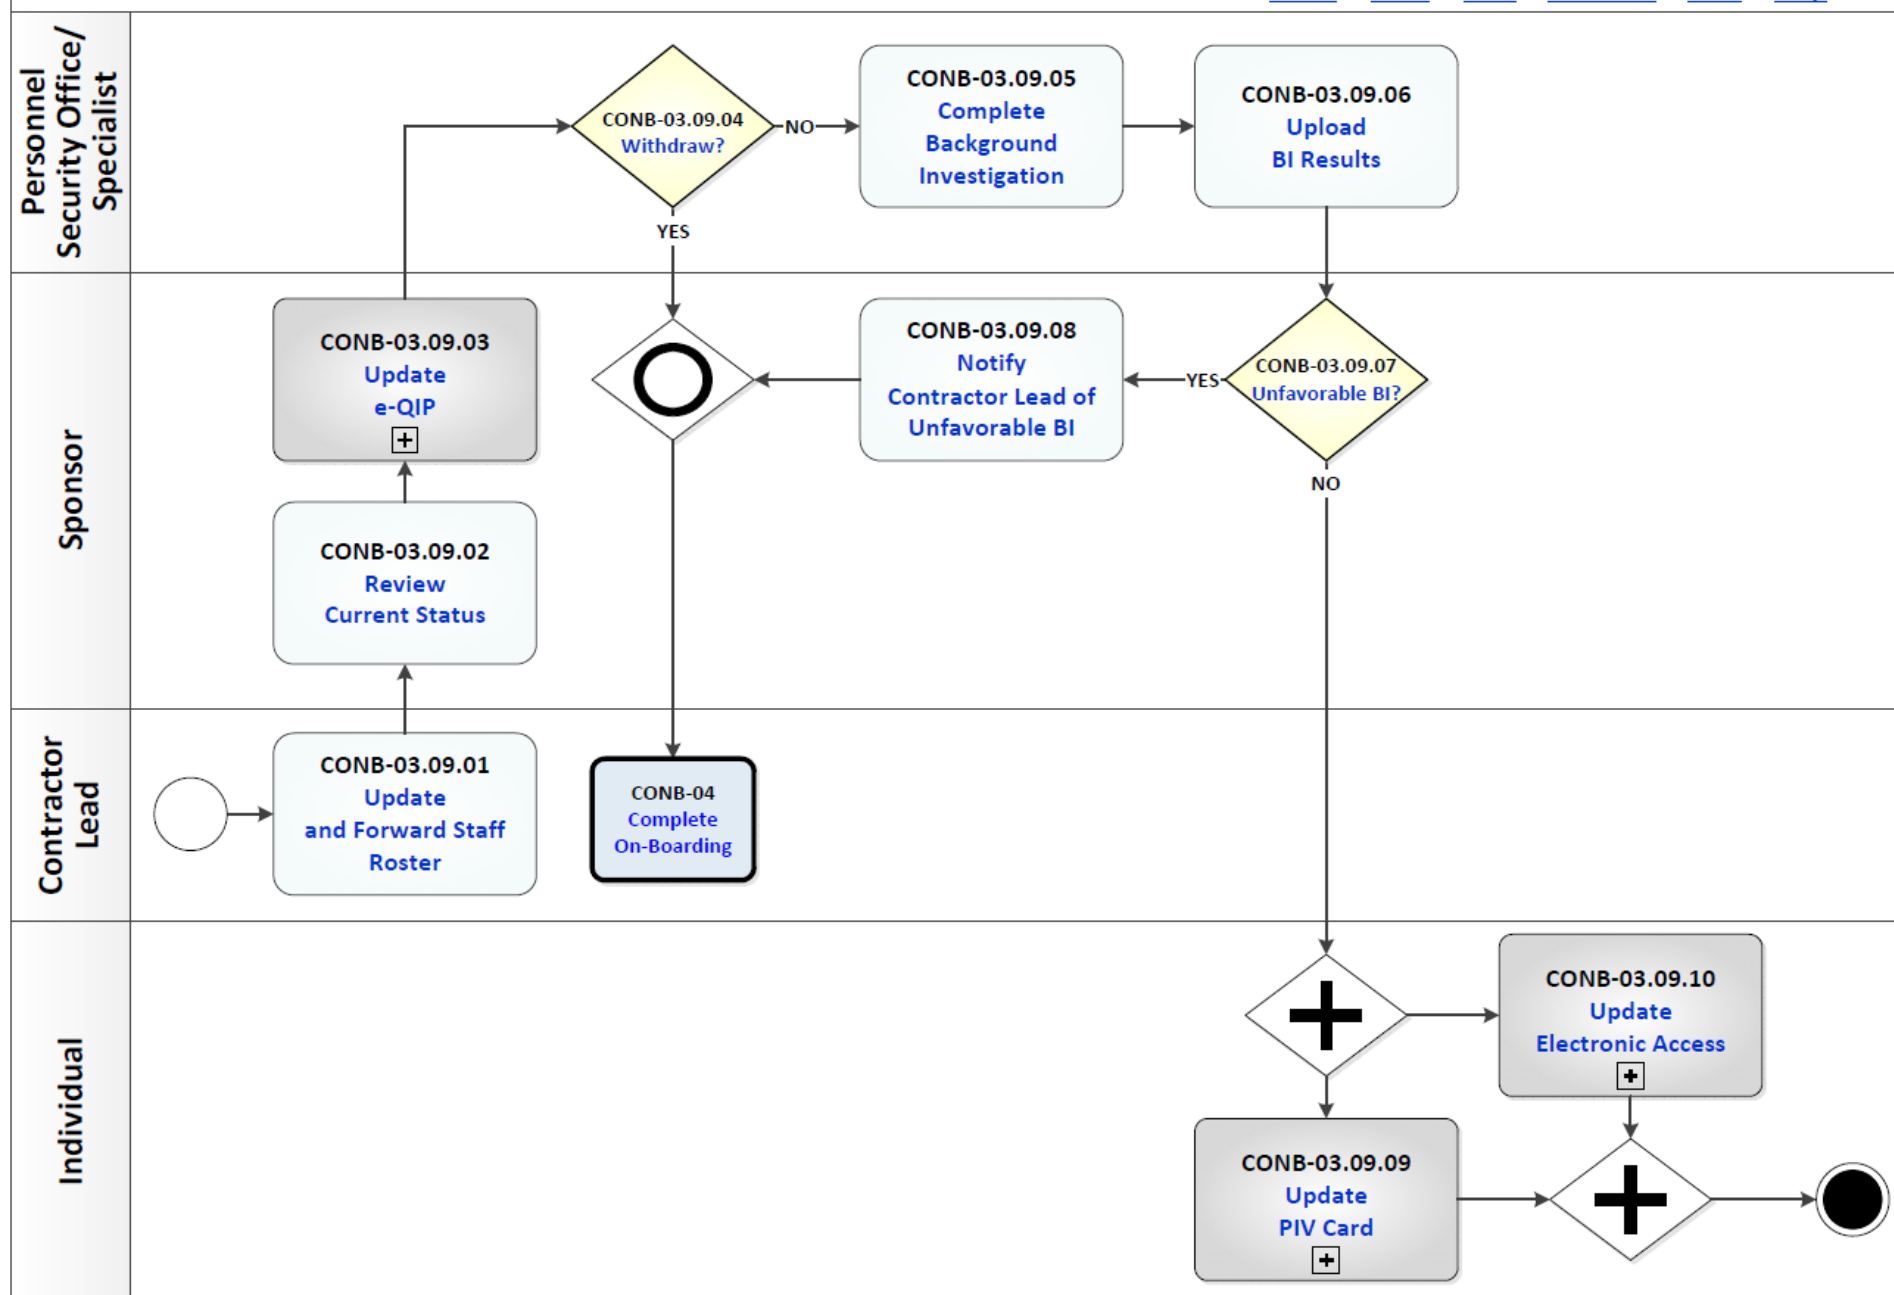 Personnel
Security Office/
Specialist
CONB-03.09.04
Withdraw?
NO
YES
CONB-03.09.05
Complete
Background
Investigation
CONB-03.09.06
Upload
BI Results
Sponsor
CONB-03.09.03
Update
e-QIP
CONB-03.09.02
Review
Current Status
CONB-03.09.08
Notify
Contractor Lead of
Unfavorable BI
YES
CONB-03.09.07
Unfavorable BI?
NO
Contractor
Lead
CONB-03.09.01
Update
and Forward Staff
Roster
CONB-04
Complete
On-Boarding
Individual
CONB-03.09.10
Update
Electronic Access
CONB-03.09.09
Update
PIV Card